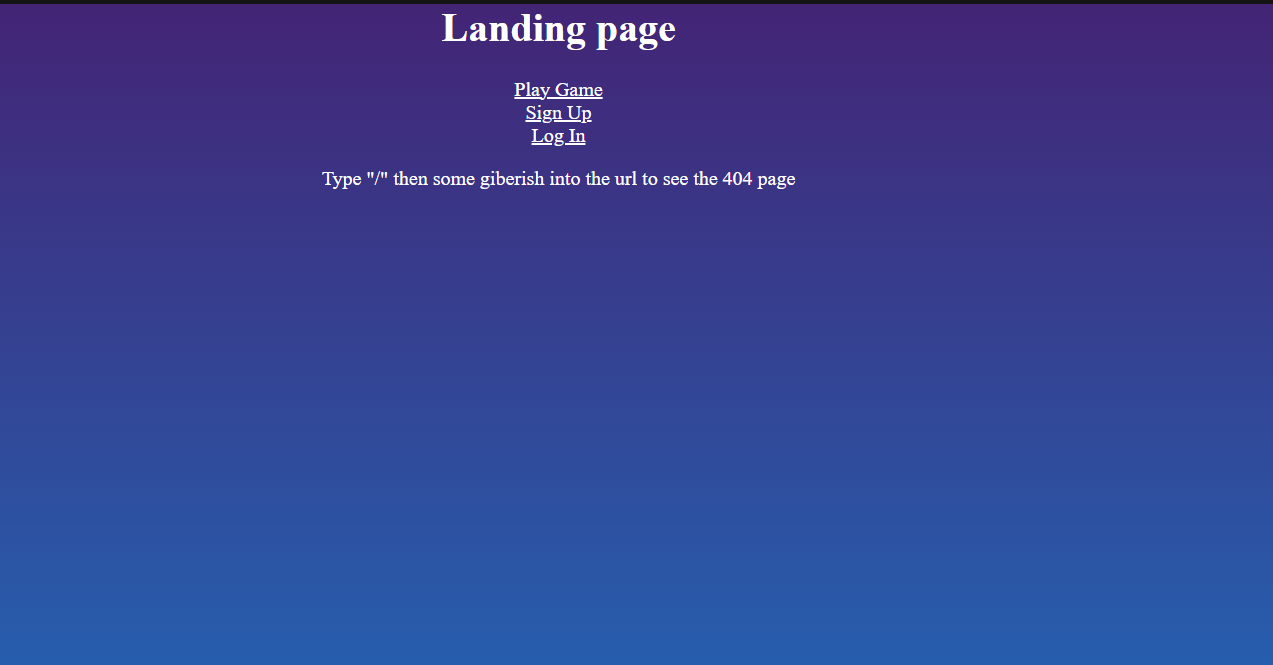 Landing page
Play Game
Sign Up
Log In
Type "/" then some giberish into the url to see the 404 page